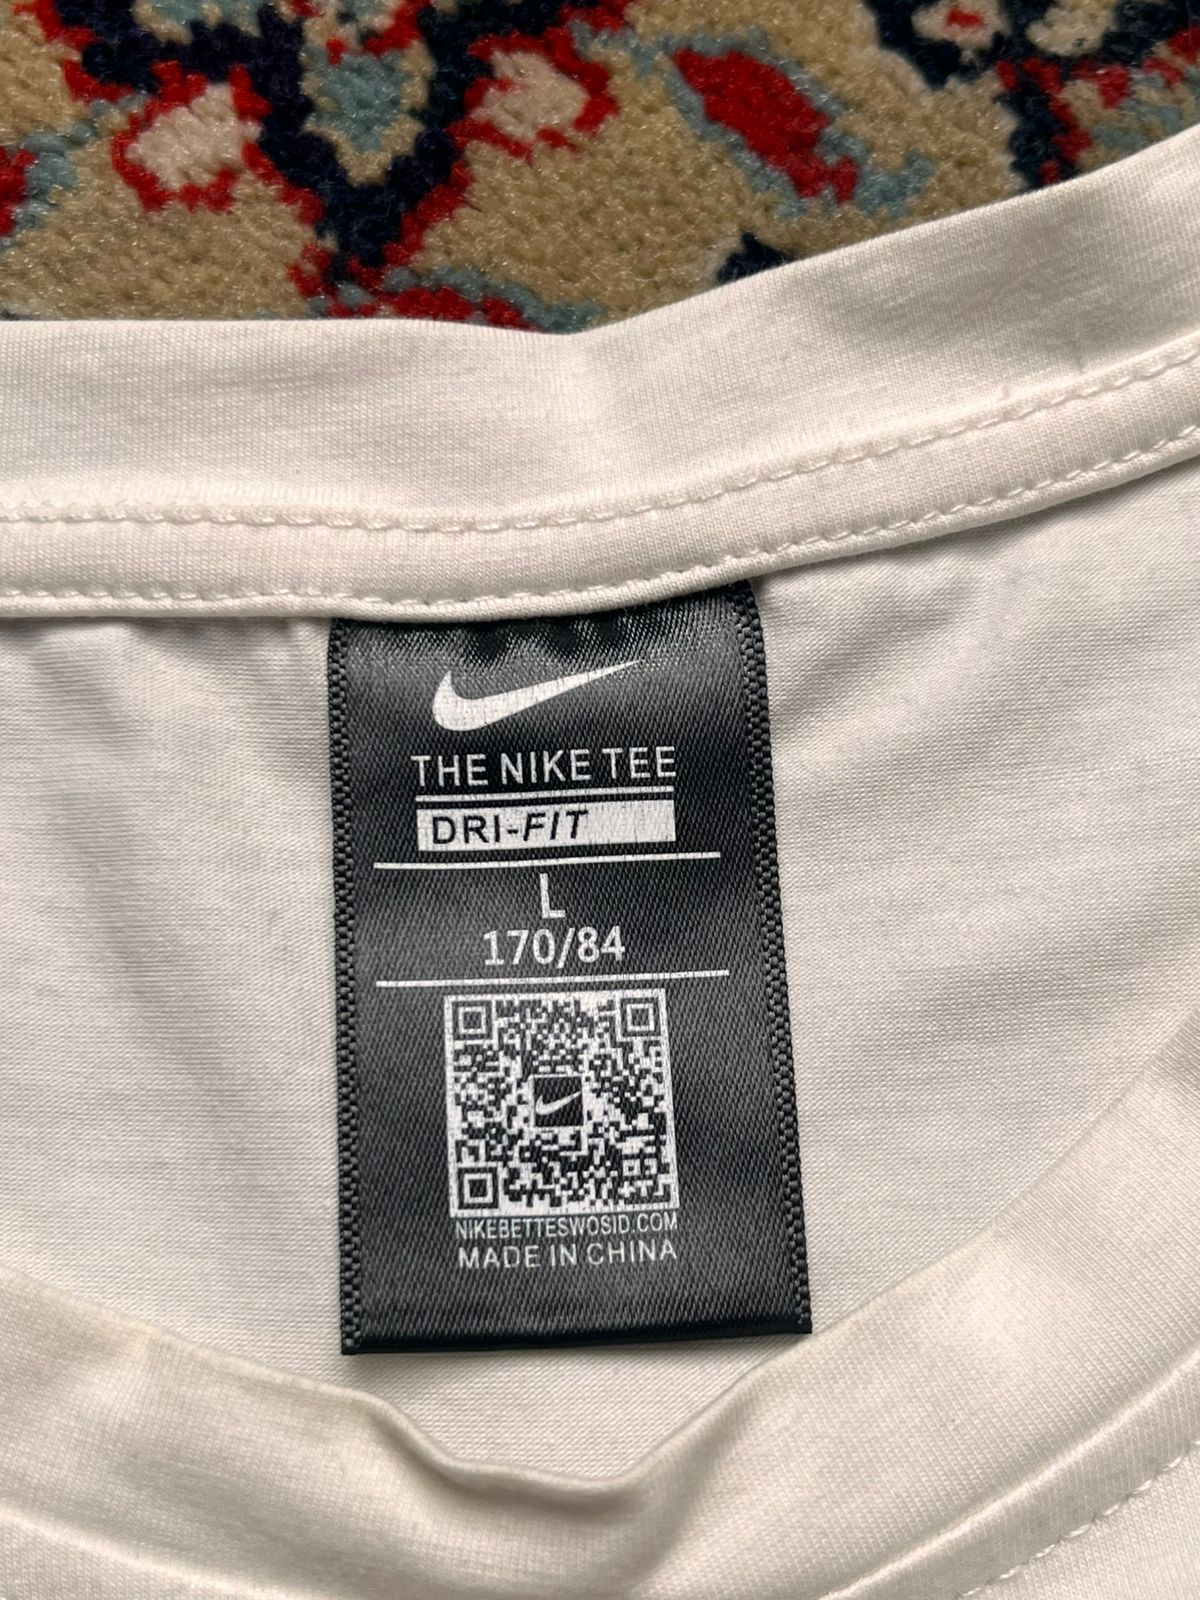 THE NIKE TEE
DRI-FIT
L
170/84
NIKEBETTESWOSID.COM
MADE IN CHINA